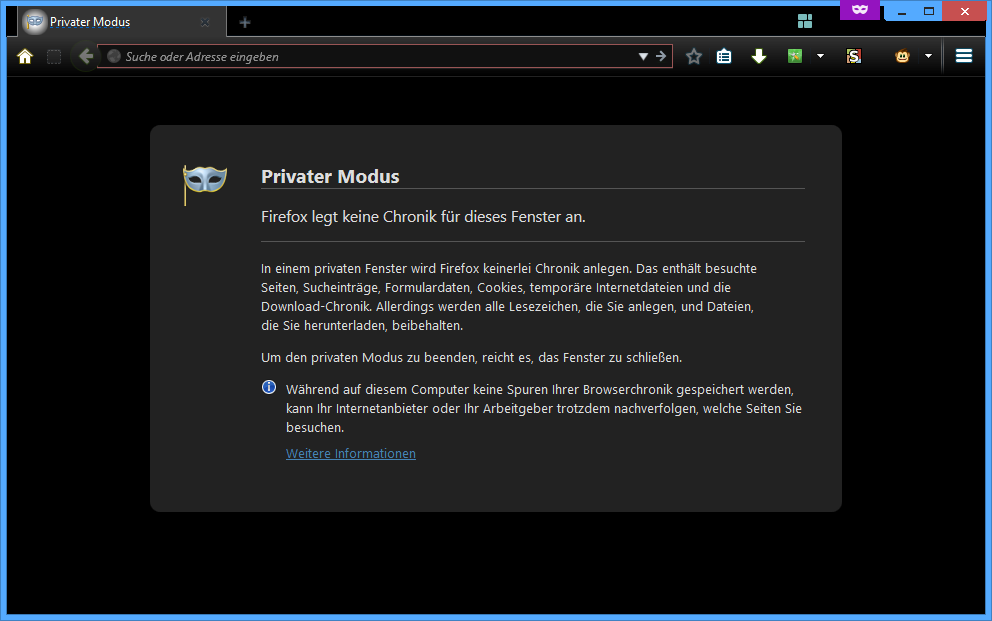 Privater Modus
Suche oder Adresse eingeben
S
Privater Modus
Firefox legt keine Chronik für dieses Fenster an.
In einem privaten Fenster wird Firefox keinerlei Chronik anlegen. Das enthält besuchte
Seiten, Sucheinträge, Formulardaten, Cookies, temporäre Internetdateien und die
Download-Chronik. Allerdings werden alle Lesezeichen, die Sie anlegen, und Dateien,
die Sie herunterladen, beibehalten.
Um den privaten Modus zu beenden, reicht es, das Fenster zu schließen.
Während auf diesem Computer keine Spuren Ihrer Browserchronik gespeichert werden,
kann Ihr Internetanbieter oder Ihr Arbeitgeber trotzdem nachverfolgen, welche Seiten Sie
besuchen.
Weitere Informationen